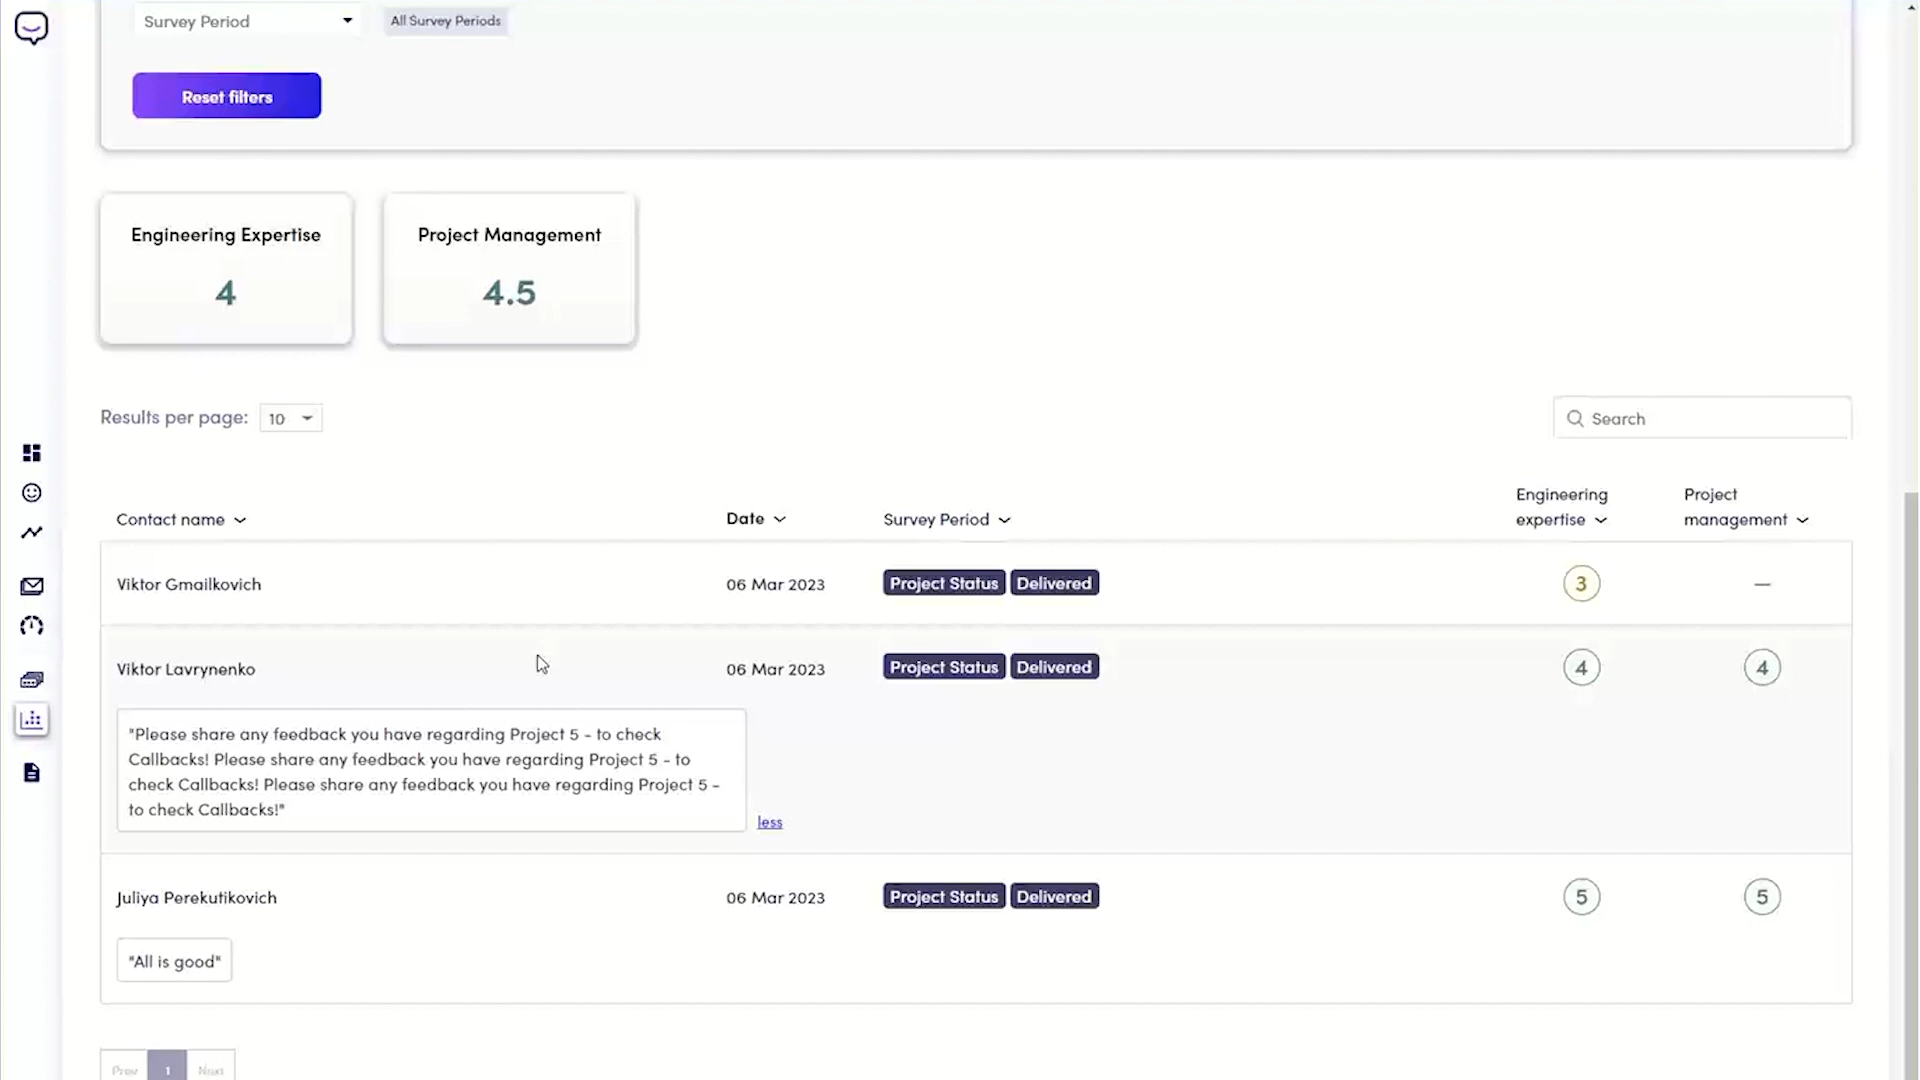 Survey Period
All Survey Periods
Reset filters
Engineering Expertise
4
Project Management
4.5
Results per page: 10
Search
Contact name
Date
Survey Period
Engineering
expertise
Project
management
Viktor Gmailkovich
06 Mar 2023
Project Status
Delivered
3
—
Viktor Lavrynenko
06 Mar 2023
Project Status
Delivered
4
4
"Please share any feedback you have regarding Project 5 - to check
Callbacks! Please share any feedback you have regarding Project 5 - to
check Callbacks! Please share any feedback you have regarding Project 5 -
to check Callbacks!"
less
Juliya Perekutikovich
06 Mar 2023
Project Status
Delivered
5
5
"All is good"
Prev
1
Next